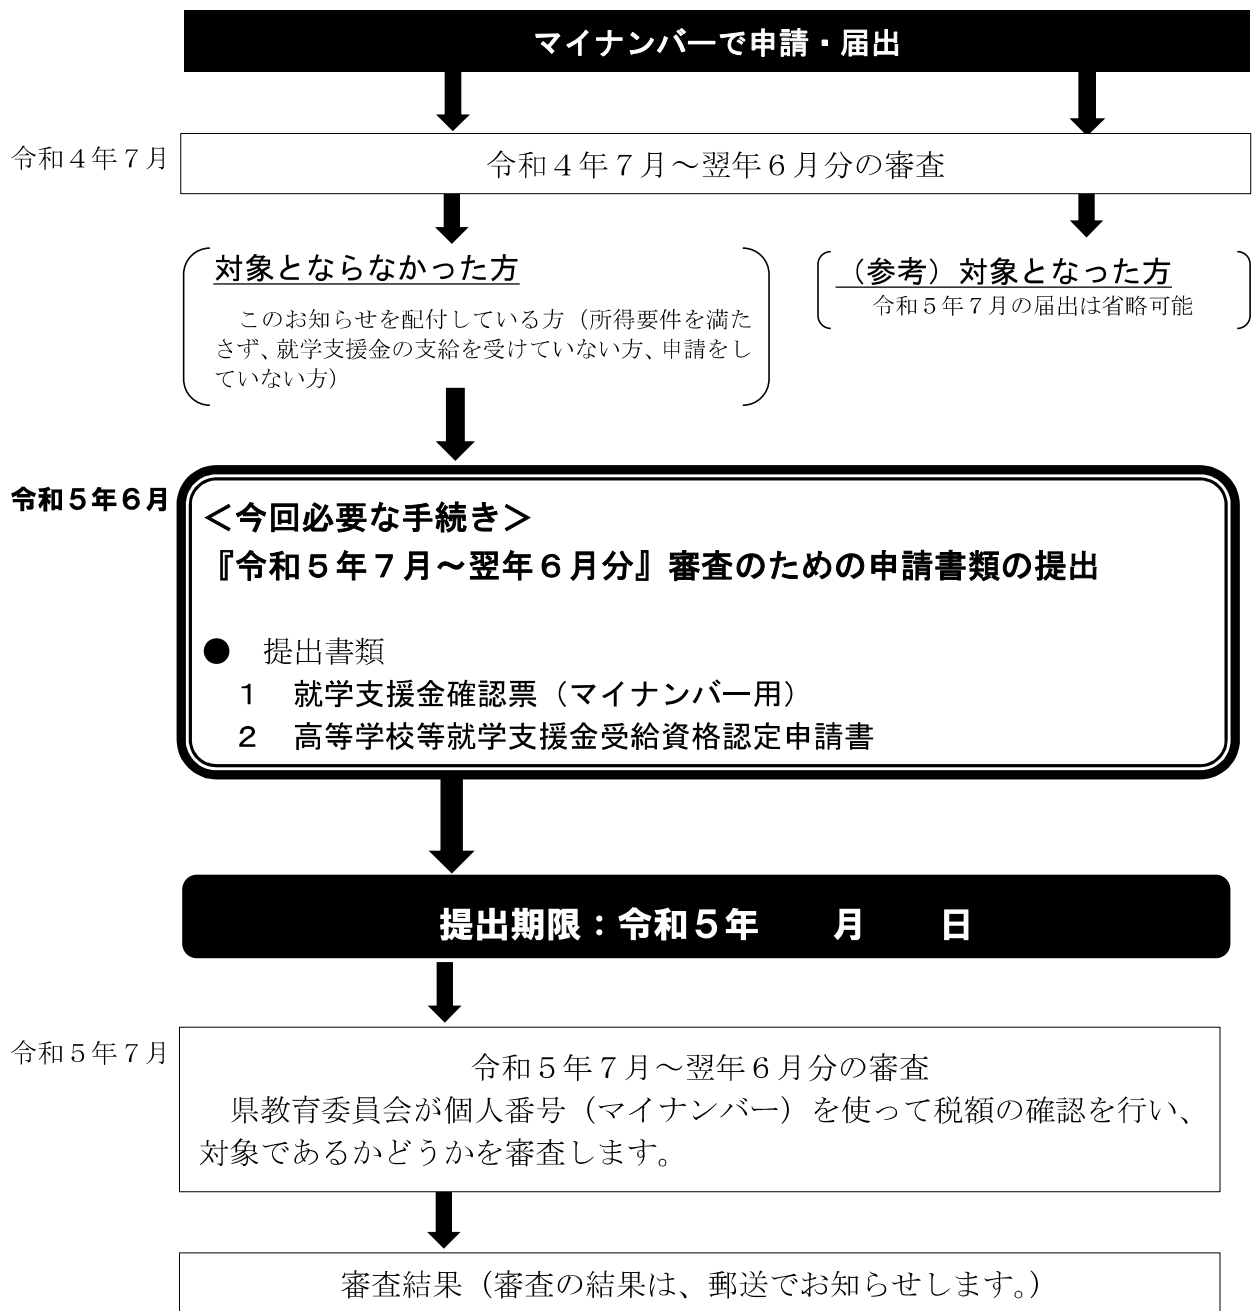 マイナンバーで申請・届出
令和４年７月
令和４年７月～翌年６月分の審査
対象とならなかった方
このお知らせを配付している方（所得要件を満た
さず、就学支援金の支給を受けていない方、申請をし
ていない方）
（参考）対象となった方
令和５年７月の届出は省略可能
令和５年６月
＜今回必要な手続き＞
『令和５年７月～翌年６月分』審査のための申請書類の提出
●　提出書類
１　就学支援金確認票（マイナンバー用）
２　高等学校等就学支援金受給資格認定申請書
提出期限：令和５年　　月　　日
令和５年７月
令和５年７月～翌年６月分の審査
県教育委員会が個人番号（マイナンバー）を使って税額の確認を行い、
対象であるかどうかを審査します。
審査結果（審査の結果は、郵送でお知らせします。）